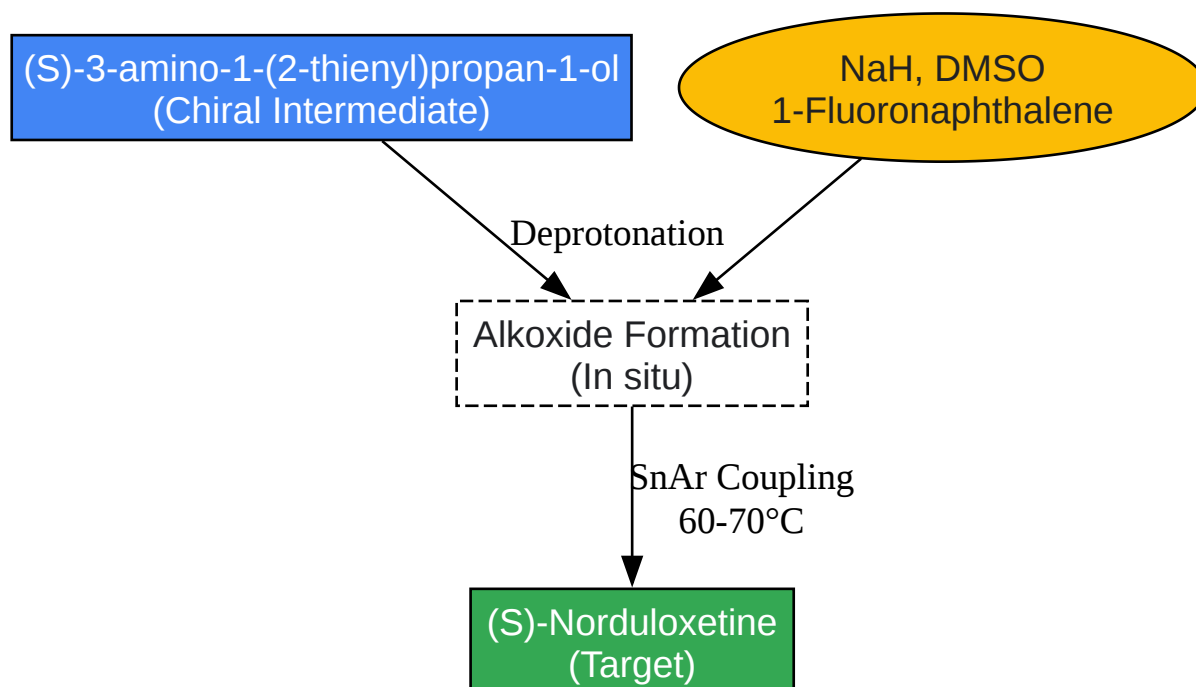 (S)-3-amino-1-(2-thienyl)propan-1-ol
(Chiral Intermediate)
NaH, DMSO
1-Fluoronaphthalene
Deprotonation
Alkoxide Formation
(In situ)
SnAr Coupling
60-70°C
(S)-Norduloxetine
(Target)